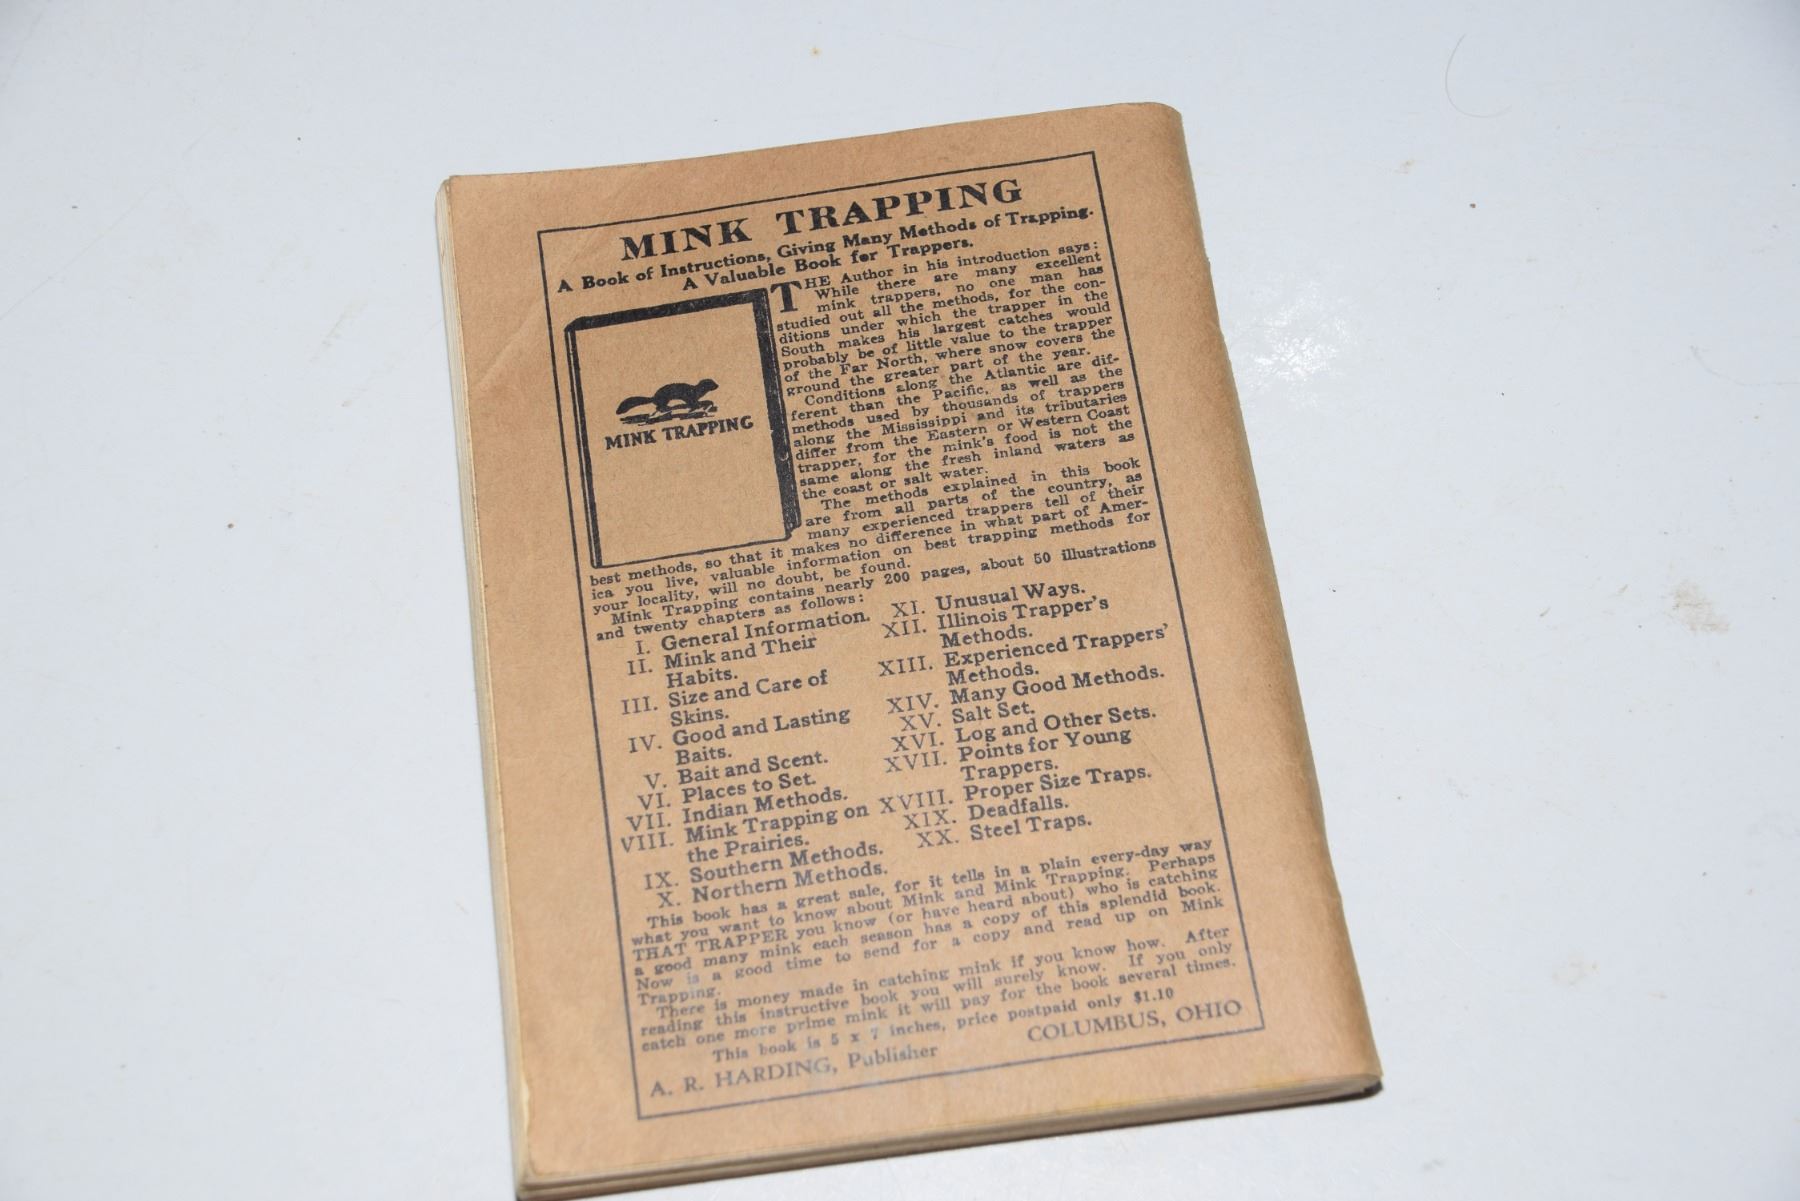 MINK TRAPPING
A Book of Instructions, Giving Many Methods of Trapping.
A Valuable Book for Trappers.
THE Author in his introduction says:
While there are many excellent
mink trappers, no one man has
studied out all the methods, for the con-
ditions under which the trapper in the
South makes his largest catches would
probably be of little value to the trapper
of the Far North, where snow covers the
ground the greater part of the year.
Conditions along the Atlantic are dif-
ferent than the Pacific, as well as the
methods used by thousands of trappers
along the Mississippi and its tributaries
differ from the Eastern or Western Coast
trapper, for the mink's food is not the
same along the fresh inland waters as
the coast or salt water.
The methods explained in this book
are from all parts of the country, as
many experienced trappers tell of their
best methods, so that it makes no difference in what part of Amer-
ica you live, valuable information on best trapping methods for
your locality, will no doubt, be found.
Mink Trapping contains nearly 200 pages, about 50 illustrations
and twenty chapters as follows:
MINK TRAPPING
I. General Information.
II. Mink and Their
Habits.
III. Size and Care of
Skins.
IV. Good and Lasting
Baits.
V. Bait and Scent.
VI. Places to Set.
VII. Indian Methods.
VIII. Mink Trapping on
the Prairies.
IX. Southern Methods.
X. Northern Methods.
XI. Unusual Ways.
XII. Illinois Trapper's
Methods.
XIII. Experienced Trappers'
Methods.
XIV. Many Good Methods.
XV. Salt Set.
XVI. Log and Other Sets.
XVII. Points for Young
Trappers.
XVIII. Proper Size Traps.
XIX. Deadfalls.
XX. Steel Traps.
This book has a great sale, for it tells in a plain every-day way
what you want to know about Mink and Mink Trapping. Perhaps
THAT TRAPPER you know (or have heard about) who is catching
a good many mink each season has a copy of this splendid book.
Now is a good time to send for a copy and read up on Mink
Trapping.
There is money made in catching mink if you know how. After
reading this instructive book you will surely know. If you only
catch one more prime mink it will pay for the book several times.
This book is 5 x 7 inches, price postpaid only $1.10
A. R. HARDING, Publisher COLUMBUS, OHIO